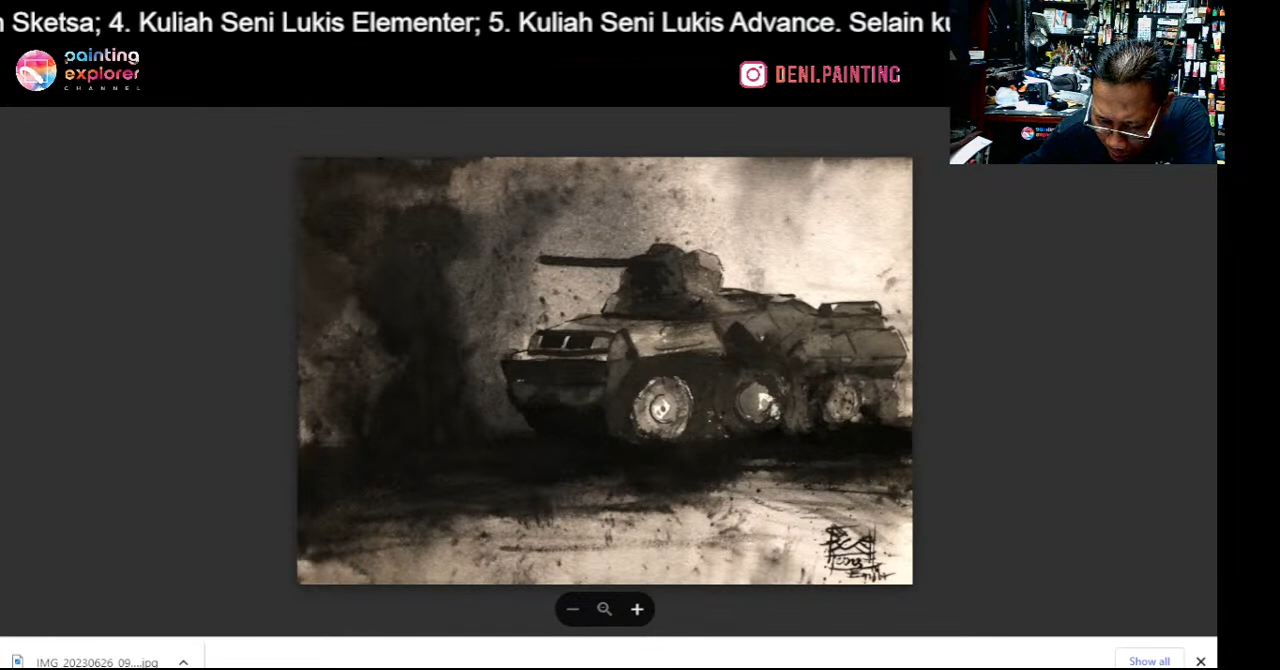 n Sketsa; 4. Kuliah Seni Lukis Elementer; 5. Kuliah Seni Lukis Advance. Selain ku
painting
explorer
CHANNEL
DENI.PAINTING
IMG_20230626_09....jpg
Show all